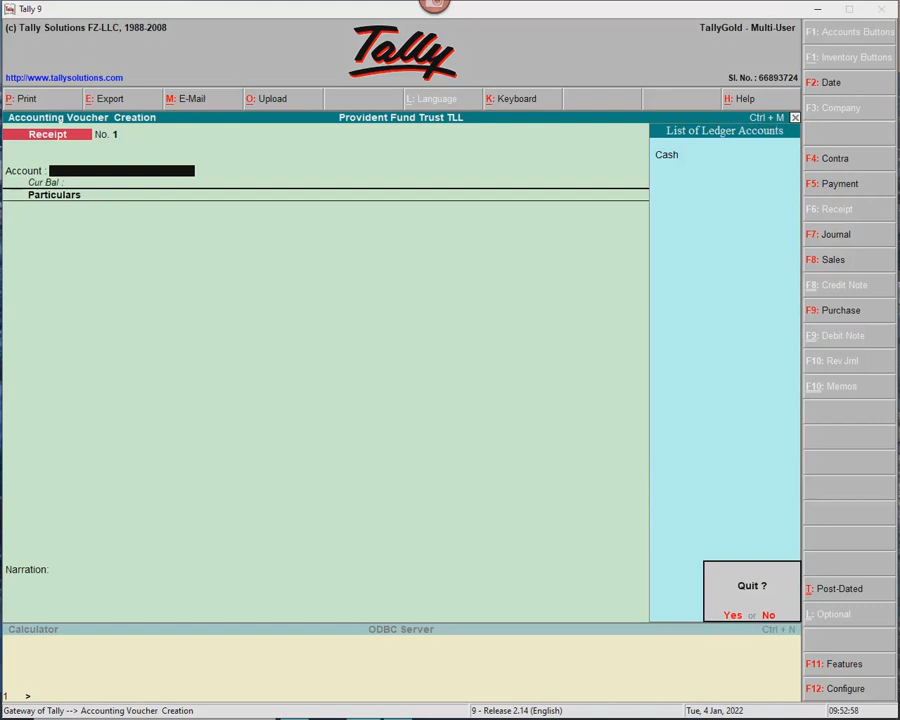 Tally 9
(c) Tally Solutions FZ-LLC, 1988-2008
Tally
TallyGold - Multi-User
http://www.tallysolutions.com
Sl. No. : 66893724
P: Print
E: Export
M: E-Mail
O: Upload
L: Language
K: Keyboard
H: Help
Accounting Voucher Creation
Provident Fund Trust TLL
Ctrl + M
Receipt No. 1
Account :
Cur Bal :
Particulars
List of Ledger Accounts
Cash
Narration:
Quit ?
Yes or No
Calculator
ODBC Server
Ctrl + N
1 >
F1: Accounts Buttons
F1: Inventory Buttons
F2: Date
F3: Company
F4: Contra
F5: Payment
F6: Receipt
F7: Journal
F8: Sales
F8: Credit Note
F9: Purchase
F9: Debit Note
F10: Rev Jrnl
F10: Memos
T: Post-Dated
L: Optional
F11: Features
F12: Configure
Gateway of Tally --> Accounting Voucher Creation
9 - Release 2.14 (English)
Tue, 4 Jan, 2022
09:52:58